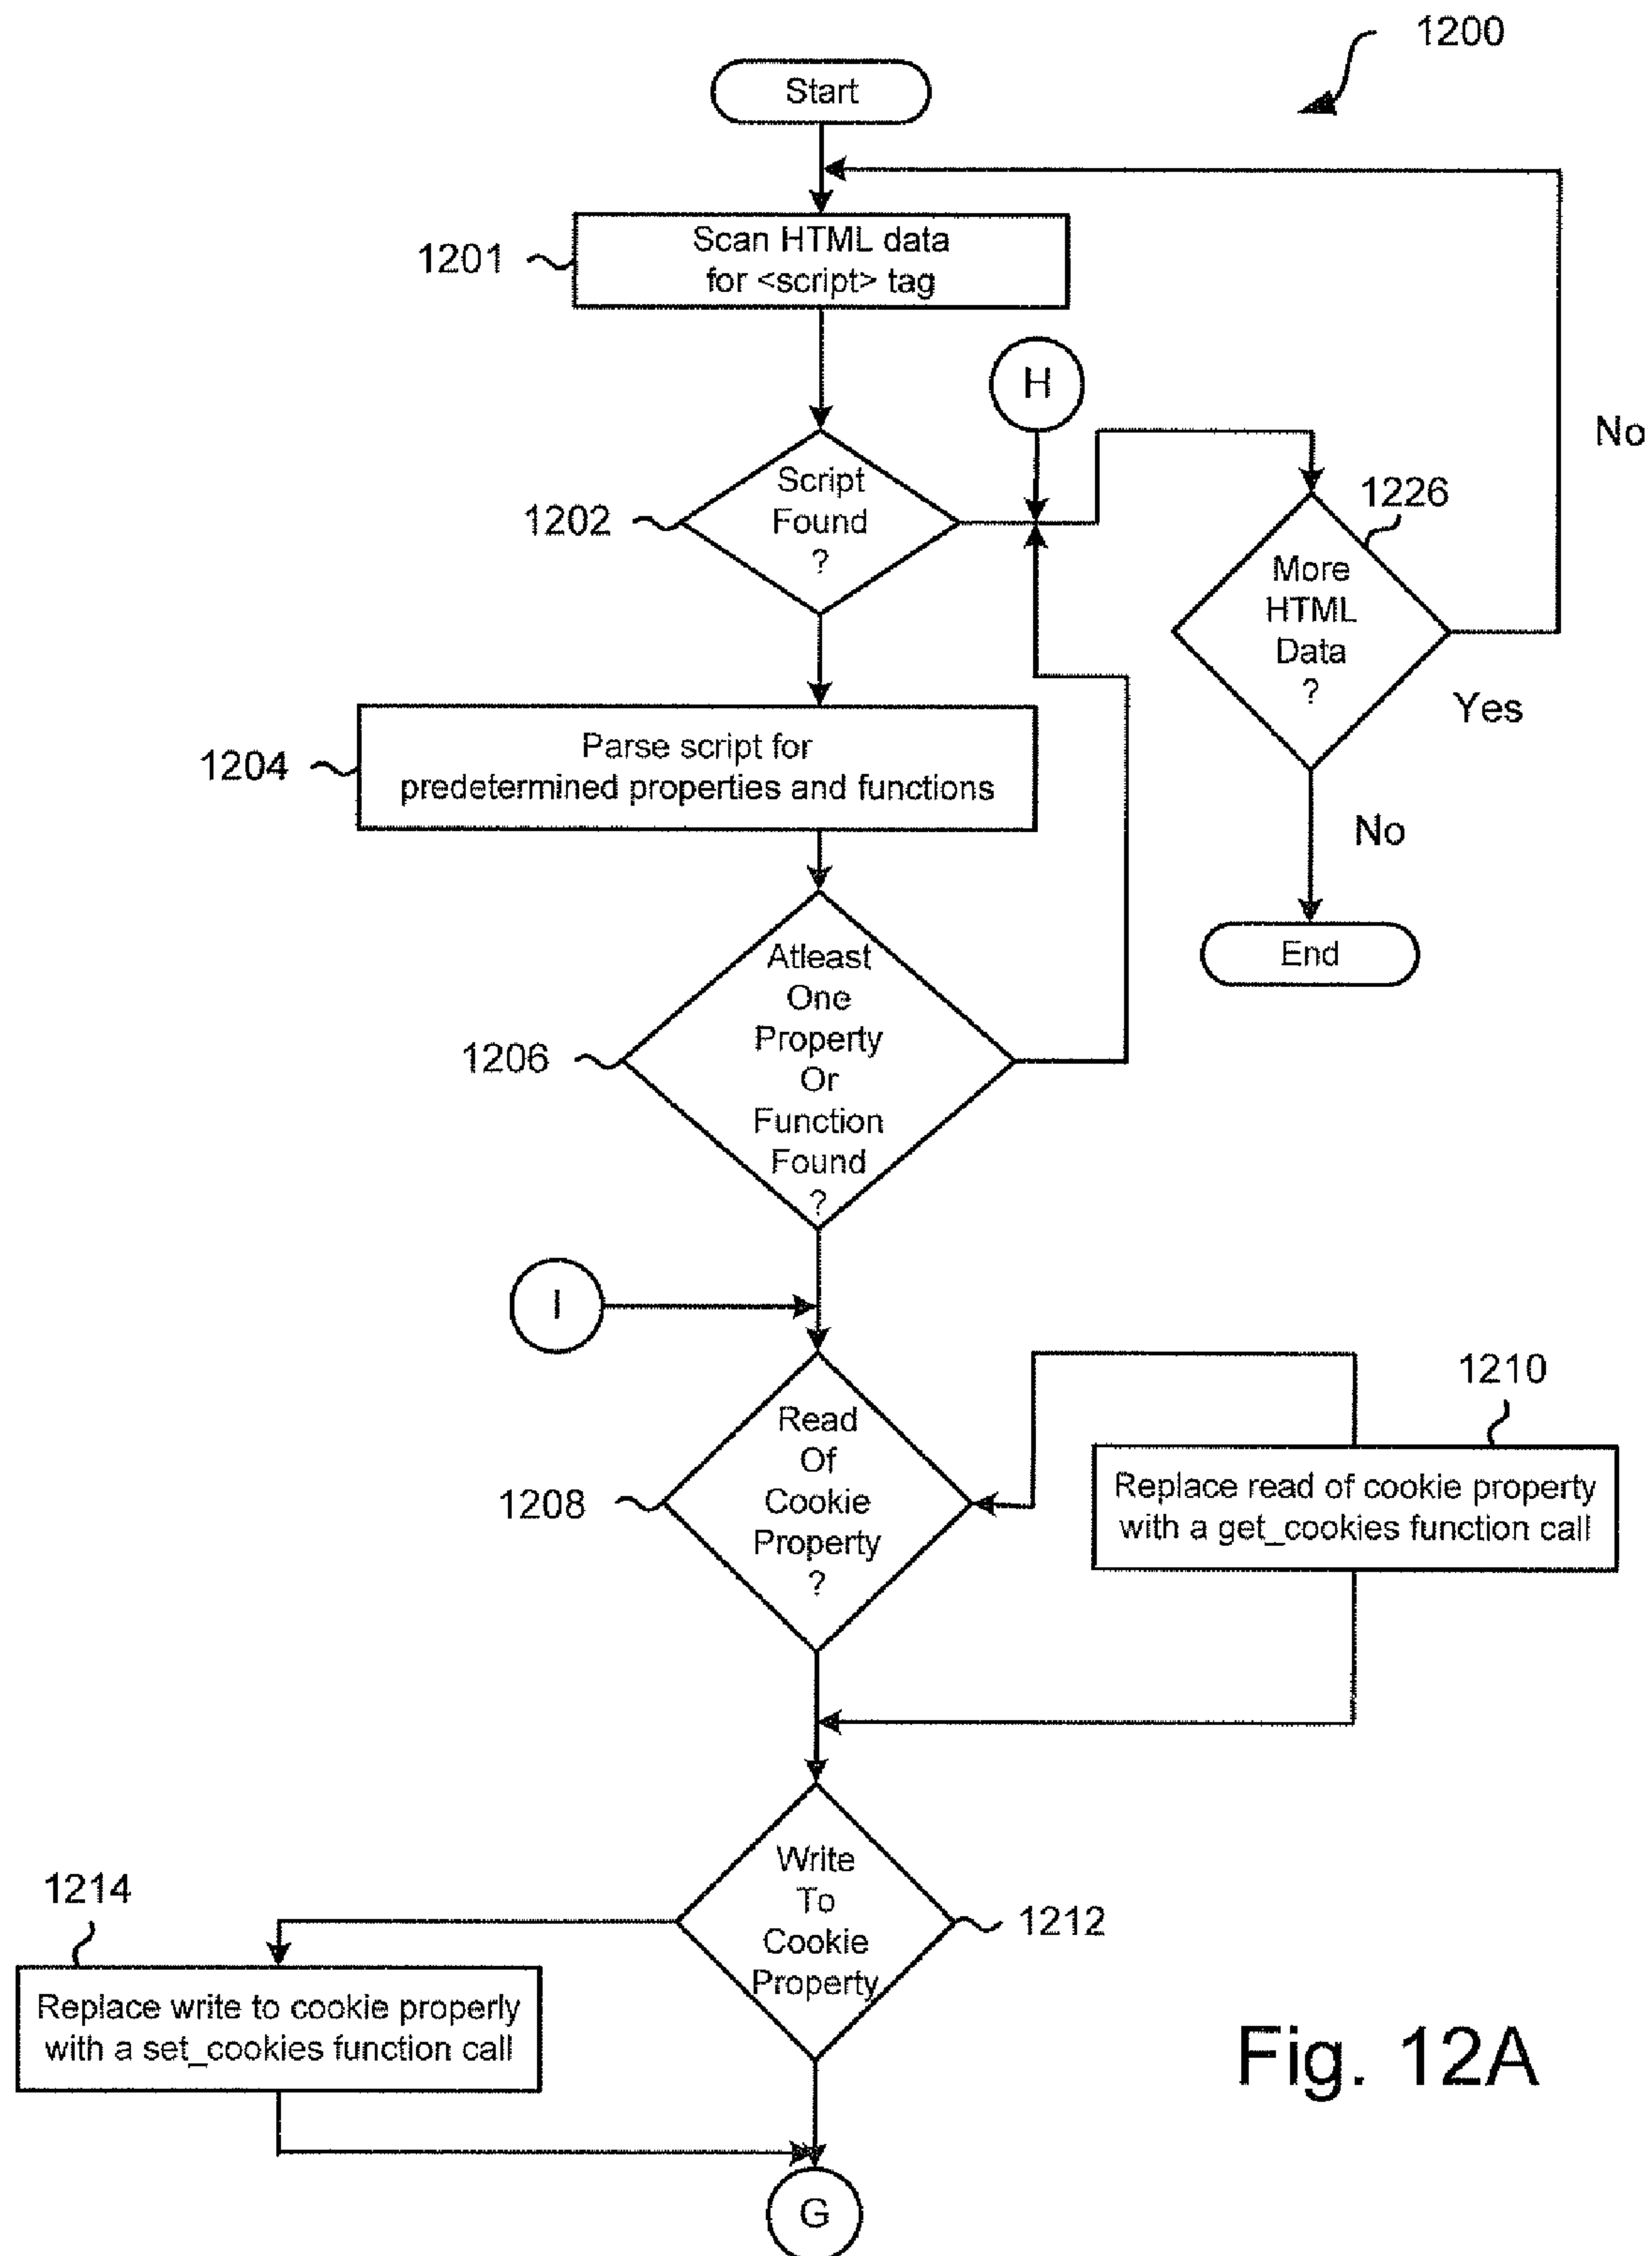 1200
Start
1201
Scan HTML data
for <script> tag
H
No
1202
Script
Found
?
1226
More
HTML
Data
?
Yes
1204
Parse script for
predetermined properties and functions
No
End
1206
Atleast
One
Property
Or
Function
Found
?
I
1208
Read
Of
Cookie
Property
?
1210
Replace read of cookie property
with a get_cookies function call
1212
Write
To
Cookie
Property
1214
Replace write to cookie properly
with a set_cookies function call
G
Fig. 12A